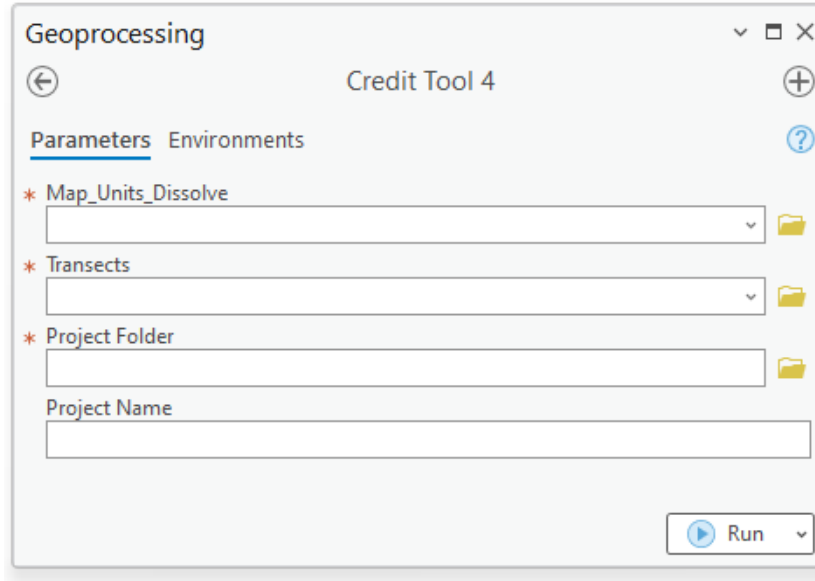 Geoprocessing
Credit Tool 4
Parameters Environments
* Map_Units_Dissolve
* Transects
* Project Folder
Project Name
Run